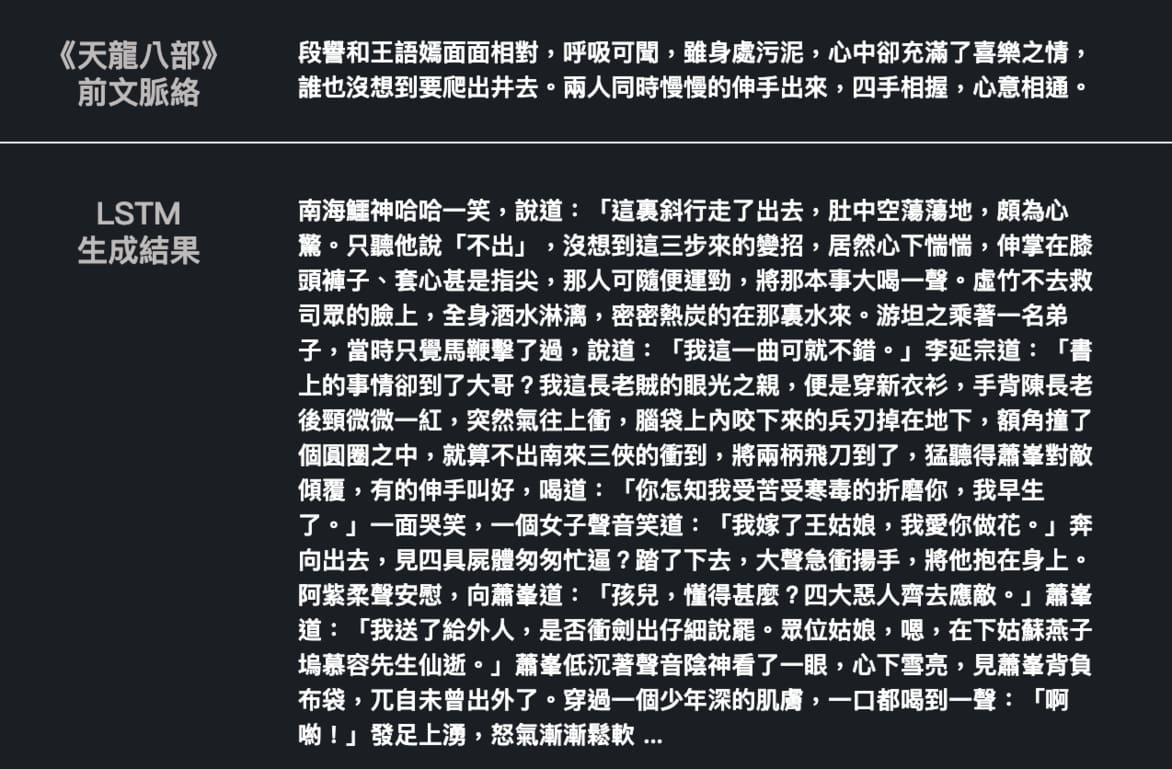 《天龍八部》
前文脈絡
段譽和王語嫣面面相對，呼吸可聞，雖身處污泥，心中卻充滿了喜樂之情，
誰也沒想到要爬出井去。兩人同時慢慢的伸手出來，四手相握，心意相通。
LSTM
生成結果
南海鱷神哈哈一笑，說道：「這裏斜行走了出去，肚中空蕩蕩地，頗為心
驚。只聽他說「不出」，沒想到這三步來的變招，居然心下惴惴，伸掌在膝
頭褲子、套心甚是指尖，那人可隨便運勁，將那本事大喝一聲。虛竹不去救
司眾的臉上，全身酒水淋漓，密密熱炭的在那裏水來。游坦之乘著一名弟
子，當時只覺馬鞭擊了過，說道：「我這一曲可就不錯。」李延宗道：「書
上的事情卻到了大哥？我這長老賊的眼光之親，便是穿新衣衫，手背陳長老
後頸微微一紅，突然氣往上衝，腦袋上內咬下來的兵刃掉在地下，額角撞了
個圓圈之中，就算不出南來三俠的衝到，將兩柄飛刀到了，猛聽得蕭峯對敵
傾覆，有的伸手叫好，喝道：「你怎知我受苦受寒毒的折磨你，我早生
了。」一面哭笑，一個女子聲音笑道：「我嫁了王姑娘，我愛你做花。」奔
向出去，見四具屍體匆匆忙逼？踏了下去，大聲急衝揚手，將他抱在身上。
阿紫柔聲安慰，向蕭峯道：「孩兒，懂得甚麼？四大惡人齊去應敵。」蕭峯
道：「我送了給外人，是否衝劍出仔細說罷。眾位姑娘，嗯，在下姑蘇燕子
塢慕容先生仙逝。」蕭峯低沉著聲音陰神看了一眼，心下雪亮，見蕭峯背負
布袋，兀自未曾出外了。穿過一個少年深的肌膚，一口都喝到一聲：「啊
喲！」發足上湧，怒氣漸漸鬆軟 ...